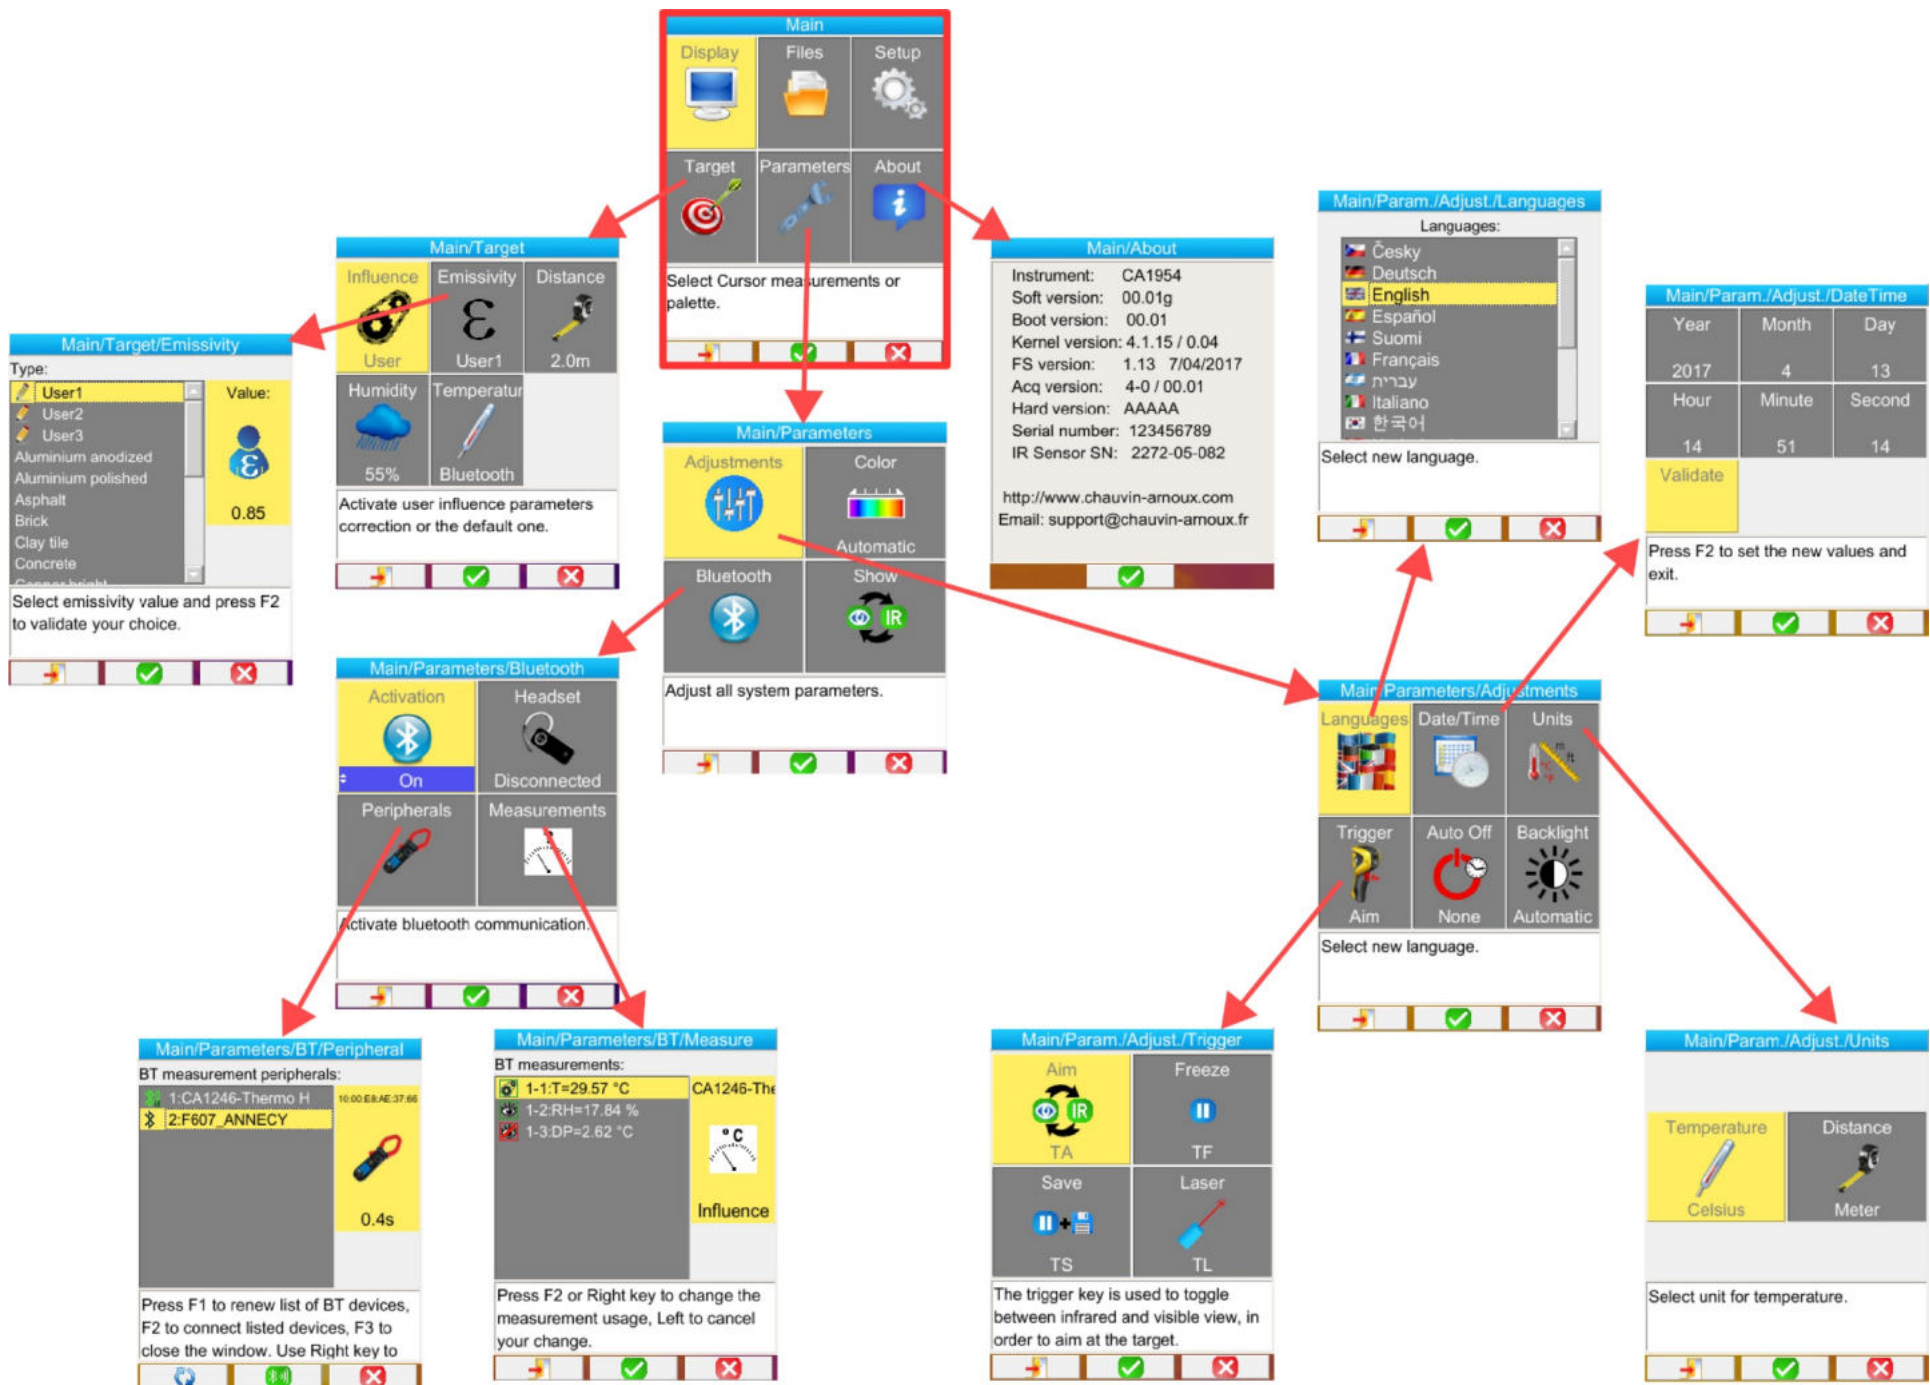 Main
Display Files Setup
Target Parameters About
Select Cursor measurements or
palette.
Main/Target
Influence Emissivity Distance
User User1 2.0m
Humidity Temperatur
55% Bluetooth
Activate user influence parameters
correction or the default one.
Main/Target/Emissivity
Type:
User1
User2
User3
Aluminium anodized
Aluminium polished
Asphalt
Brick
Clay tile
Concrete
Copper bright
Value:
0.85
Select emissivity value and press F2
to validate your choice.
Main/Parameters
Adjustments Color
Automatic
Bluetooth Show
IR
Adjust all system parameters.
Main/About
Instrument: CA1954
Soft version: 00.01g
Boot version: 00.01
Kernel version: 4.1.15 / 0.04
FS version: 1.13 7/04/2017
Acq version: 4-0 / 00.01
Hard version: AAAAA
Serial number: 123456789
IR Sensor SN: 2272-05-082
http://www.chauvin-arnoux.com
Email: support@chauvin-arnoux.fr
Main/Param./Adjust./Languages
Languages:
Česky
Deutsch
English
Español
Suomi
Français
עברית
Italiano
한국어
Select new language.
Main/Param./Adjust./DateTime
Year Month Day
2017 4 13
Hour Minute Second
14 51 14
Validate
Press F2 to set the new values and
exit.
Main/Parameters/Bluetooth
Activation Headset
On Disconnected
Peripherals Measurements
Activate bluetooth communication.
Main/Parameters/Adjustments
Languages Date/Time Units
Trigger Auto Off Backlight
Aim None Automatic
Select new language.
Main/Parameters/BT/Peripheral
BT measurement peripherals:
1:CA1246-Thermo H
2:F607_ANNECY
10:00:E8:AE:37:66
0.4s
Press F1 to renew list of BT devices,
F2 to connect listed devices, F3 to
close the window. Use Right key to
Main/Parameters/BT/Measure
BT measurements:
1-1:T=29.57 °C
1-2:RH=17.84 %
1-3:DP=2.62 °C
CA1246-The
°C
Influence
Press F2 or Right key to change the
measurement usage, Left to cancel
your change.
Main/Param./Adjust./Trigger
Aim Freeze
IR
TA TF
Save Laser
TS TL
The trigger key is used to toggle
between infrared and visible view, in
order to aim at the target.
Main/Param./Adjust./Units
Temperature Distance
Celsius Meter
Select unit for temperature.